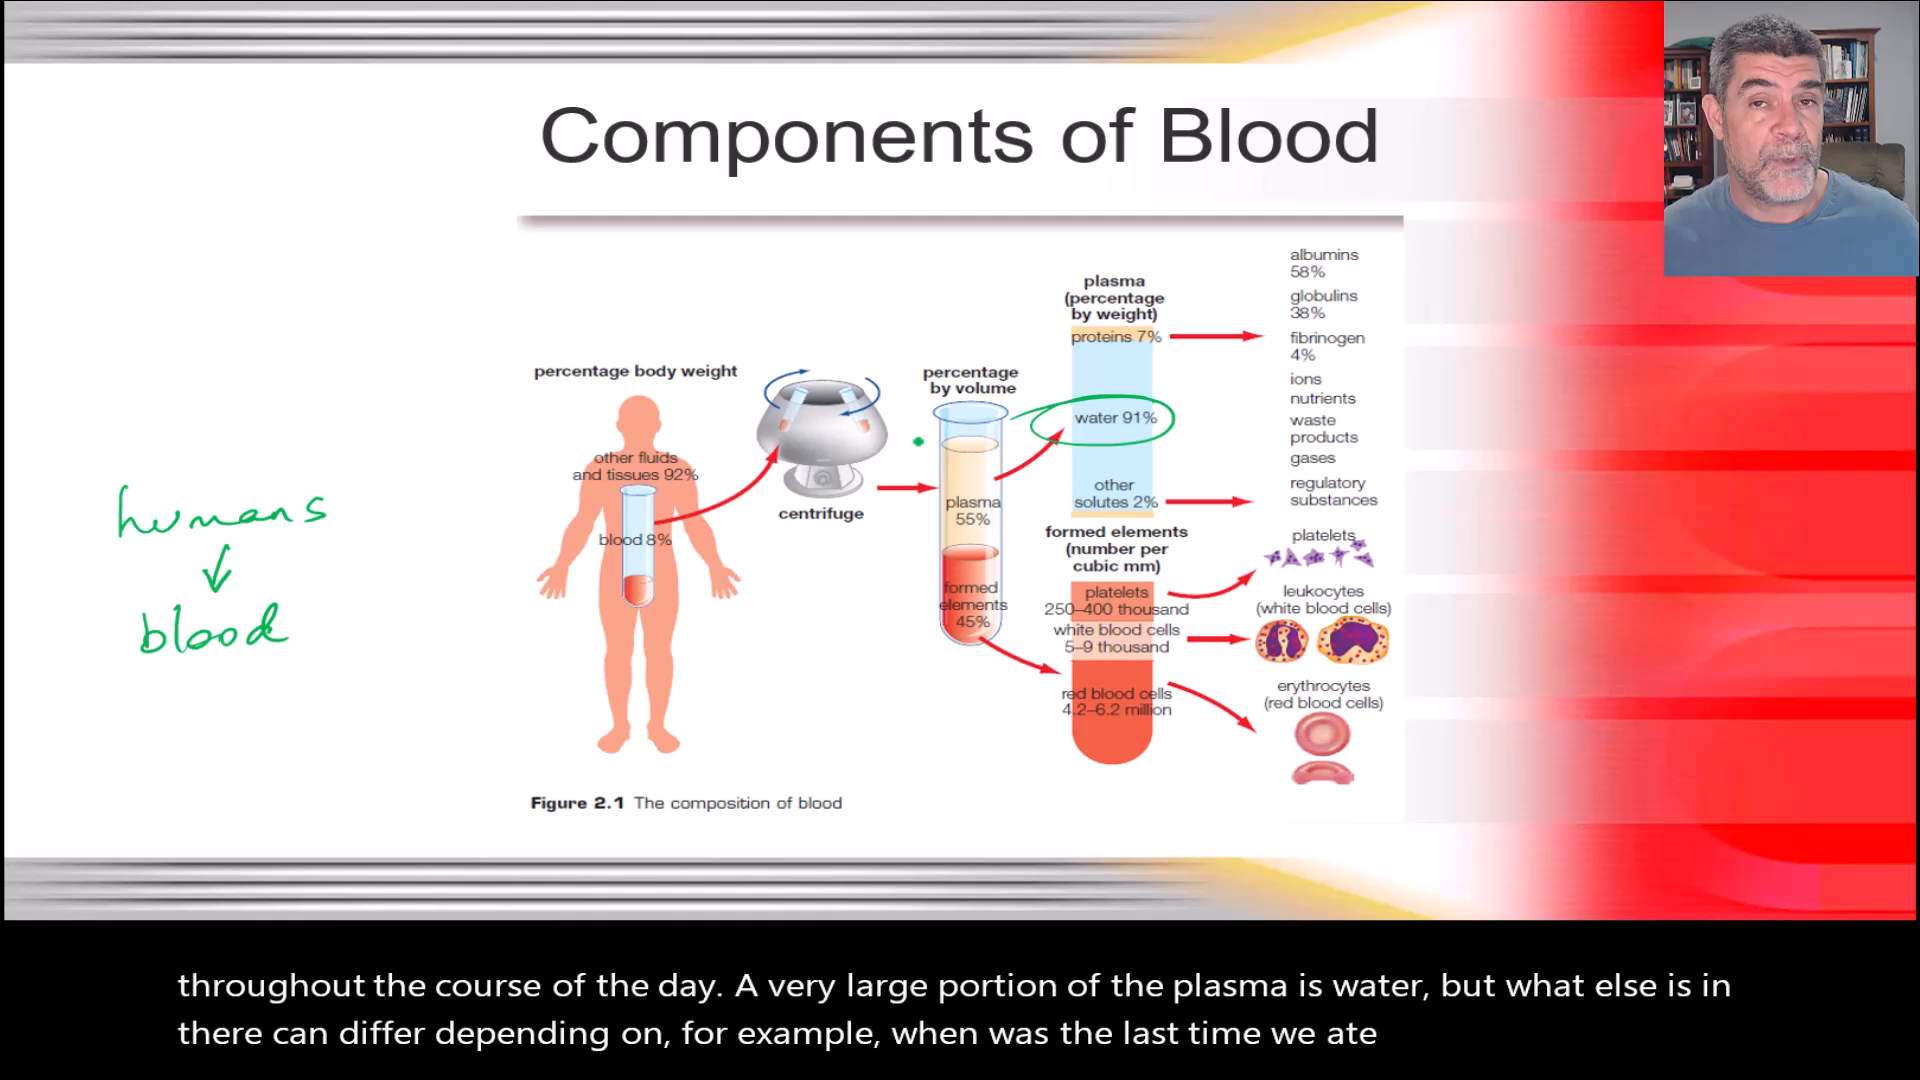 Components of Blood
percentage body weight
other fluids
and tissues 92%
blood 8%
centrifuge
percentage
by volume
plasma
55%
formed
elements
45%
plasma
(percentage
by weight)
proteins 7%
water 91%
other
solutes 2%
formed elements
(number per
cubic mm)
platelets
250–400 thousand
white blood cells
5–9 thousand
red blood cells
4.2–6.2 million
albumins
58%
globulins
38%
fibrinogen
4%
ions
nutrients
waste
products
gases
regulatory
substances
platelets
leukocytes
(white blood cells)
erythrocytes
(red blood cells)
humans
blood
Figure 2.1 The composition of blood
throughout the course of the day. A very large portion of the plasma is water, but what else is in
there can differ depending on, for example, when was the last time we ate